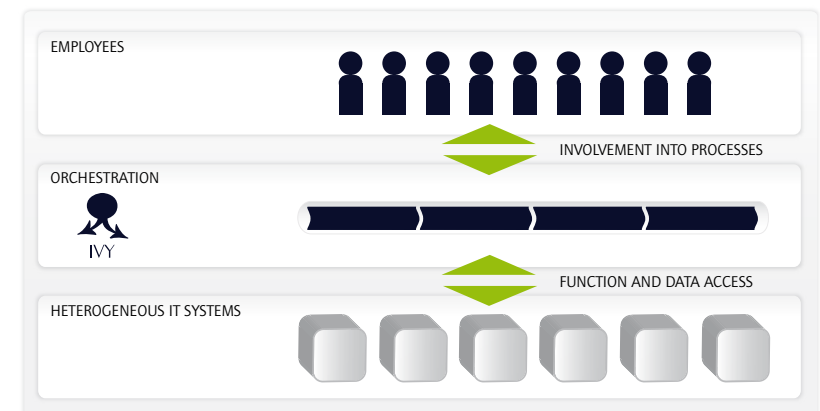 EMPLOYEES
INVOLVEMENT INTO PROCESSES
ORCHESTRATION
IVY
FUNCTION AND DATA ACCESS
HETEROGENEOUS IT SYSTEMS